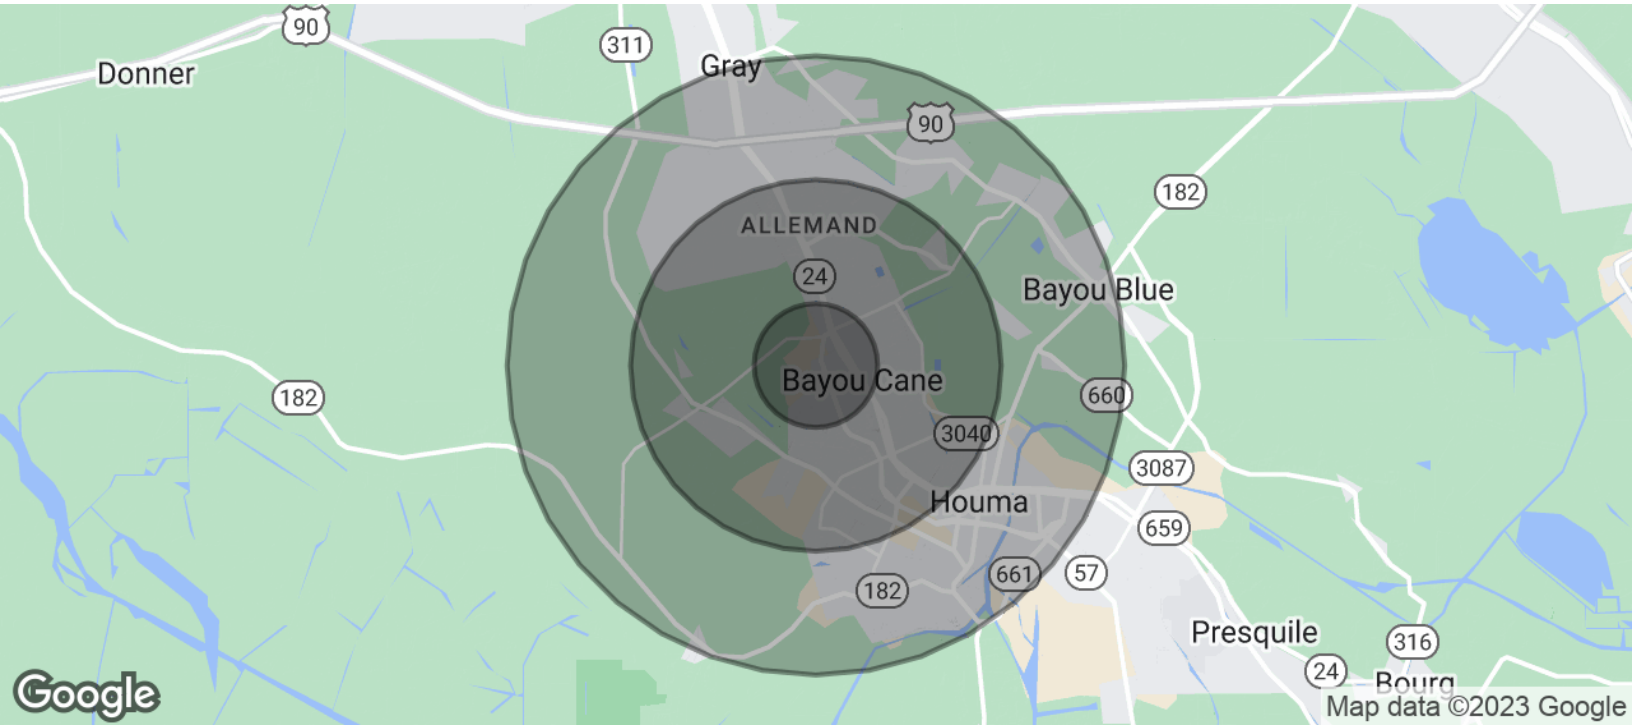 90
311
Gray
Donner
90
182
ALLEMAND
24
Bayou Blue
Bayou Cane
182
660
3040
3087
Houma
659
661
57
182
Presquile
316
24
Bourg
Google
Map data ©2023 Google